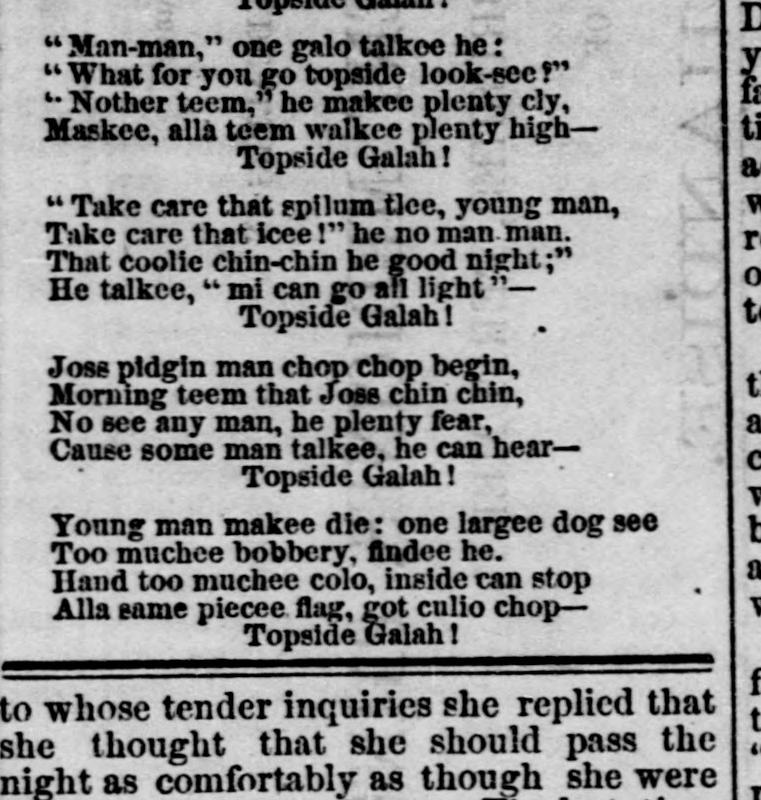 Topside Galah!
"Man-man," one galo talkee he:
"What for you go topside look-see?"
"Nother teem," he makee plenty cly,
Maskee, alla teem walkee plenty high—
Topside Galah!
"Take care that spilum tlee, young man,
Take care that icee!" he no man man.
That coolie chin-chin he good night;"
He talkee, "mi can go all light"—
Topside Galah!
Joss pidgin man chop chop begin,
Morning teem that Joss chin chin,
No see any man, he plenty fear,
Cause some man talkee, he can hear—
Topside Galah!
Young man makee die: one largee dog see
Too muchee bobbery, findee he.
Hand too muchee colo, inside can stop
Alla same piecee flag, got culio chop—
Topside Galah!
to whose tender inquiries she replied that
she thought that she should pass the
night as comfortably as though she were